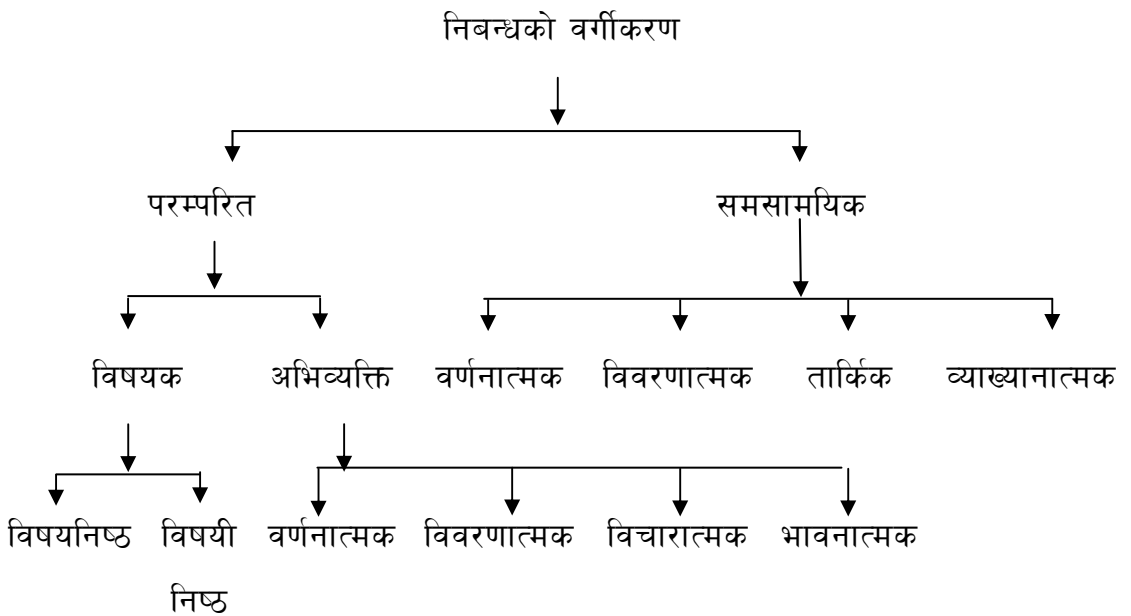 निबन्धको वर्गीकरण
परम्परित समसामयिक
विषयक अभिव्यक्ति वर्णनात्मक विवरणात्मक तार्किक व्याख्यानात्मक
विषयनिष्ठ विषयी वर्णनात्मक विवरणात्मक विचारात्मक भावनात्मक
निष्ठ